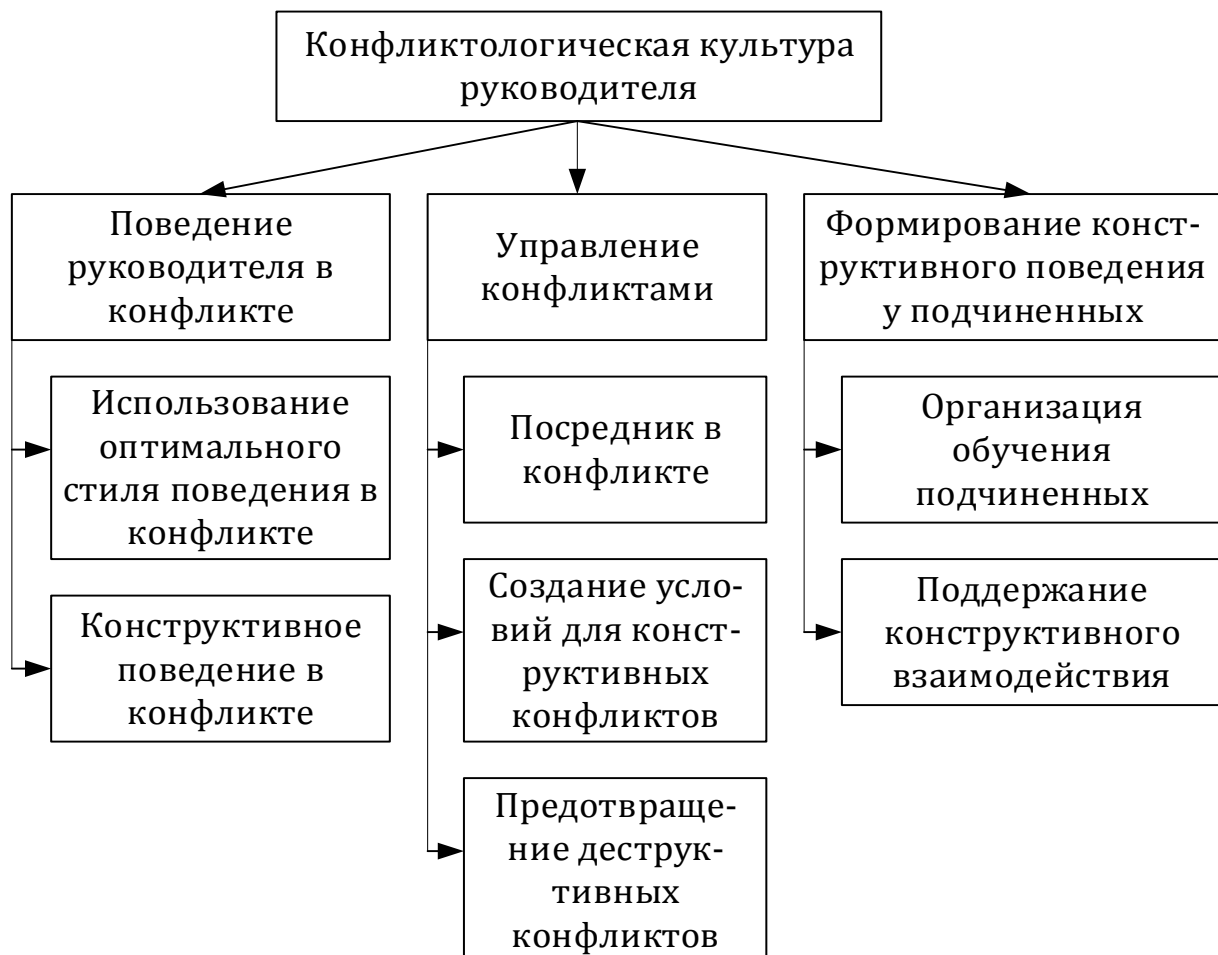 Конфликтологическая культура
руководителя
Поведение
руководителя в
конфликте
Управление
конфликтами
Формирование конст-
руктивного поведения
у подчиненных
Использование
оптимального
стиля поведения в
конфликте
Конструктивное
поведение в
конфликте
Посредник в
конфликте
Создание усло-
вий для конст-
руктивных
конфликтов
Предотвраще-
ние деструк-
тивных
конфликтов
Организация
обучения
подчиненных
Поддержание
конструктивного
взаимодействия